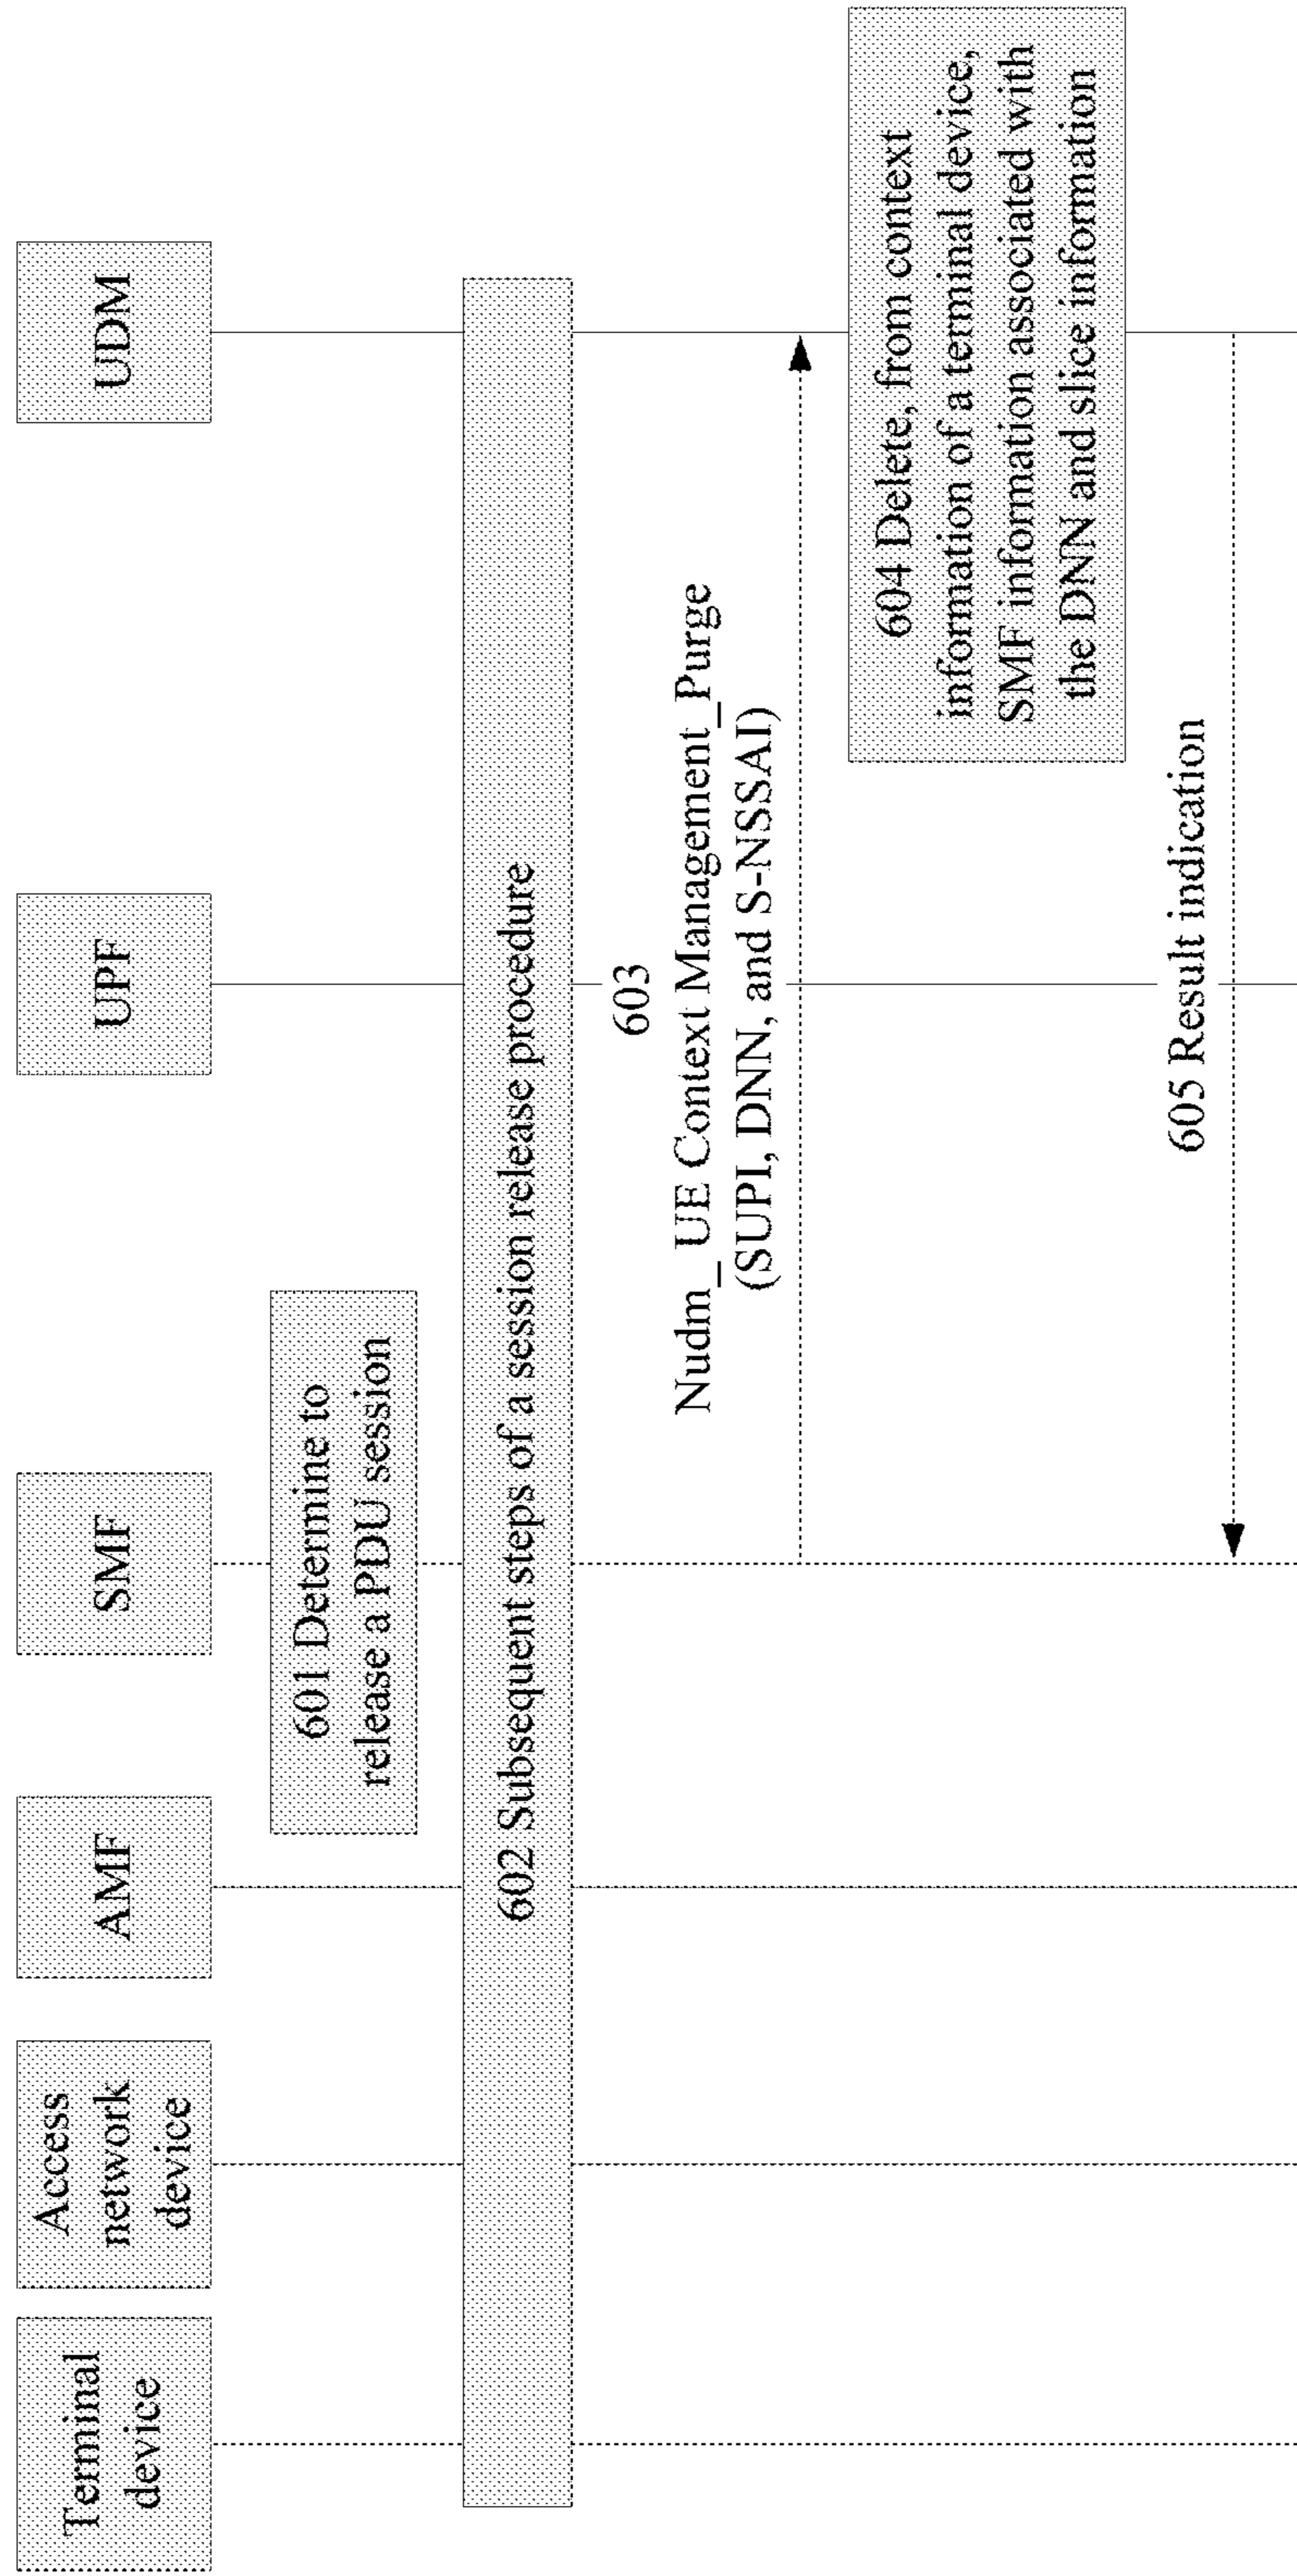 Terminal
device
Access
network
device
AMF
SMF
UPF
UDM
601 Determine to
release a PDU session
602 Subsequent steps of a session release procedure
603
Nudm_UE Context Management_Purge
(SUPI, DNN, and S-NSSAI)
604 Delete, from context
information of a terminal device,
SMF information associated with
the DNN and slice information
605 Result indication